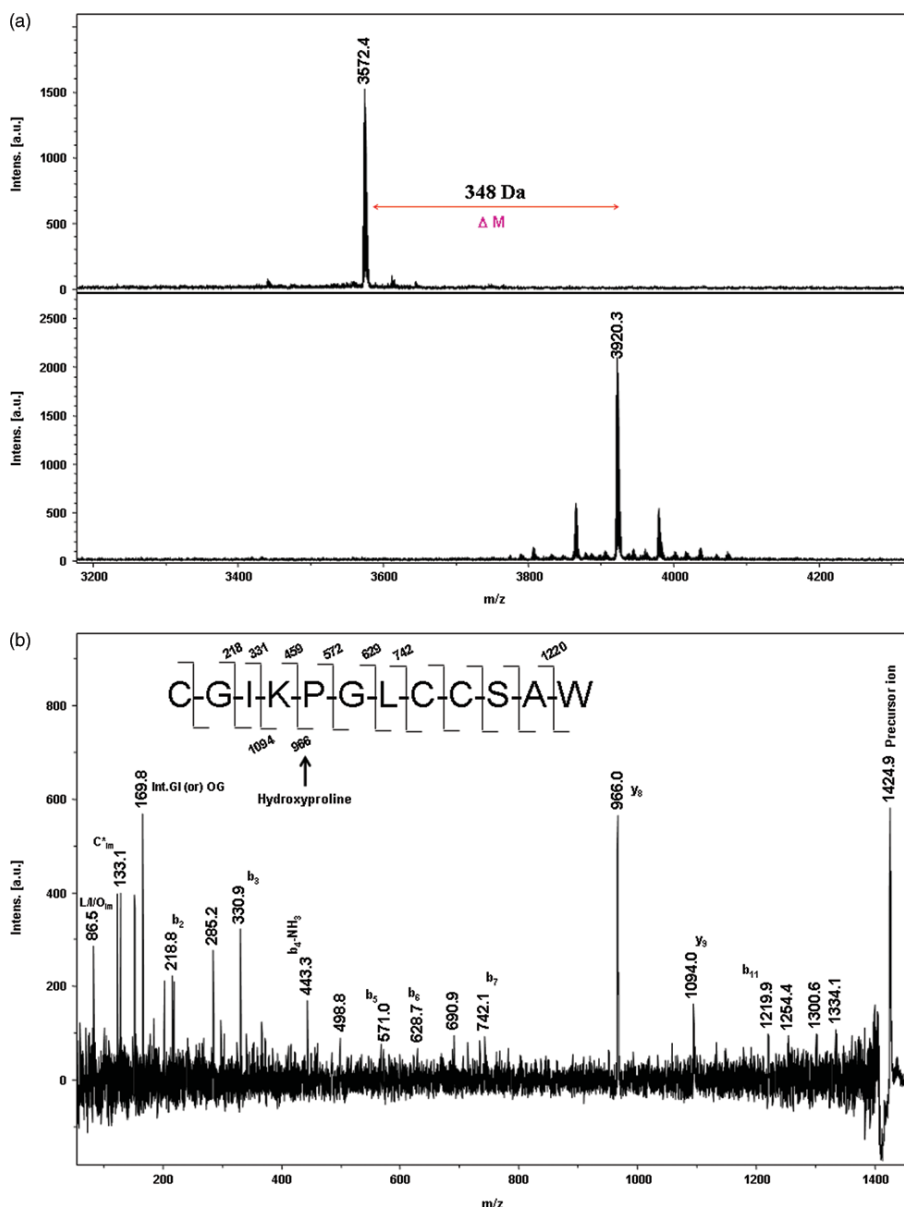 (a)
3572.4
1500
1000
500
0
Intens. [a.u.]
348 Da
Δ M
2500
2000
1500
1000
500
0
Intens. [a.u.]
3920.3
3200
3400
3600
3800
4000
4200
m/z
(b)
800
600
400
200
0
Intens. [a.u.]
218 331 459 572 629 742 1220
C-G-I-K-P-G-L-C-C-S-A-W
1094 966
Hydroxyproline
L/I/O_im
86.5
C*_im
133.1
169.8
Int.GI (or) OG
b₂
218.8
285.2
b₃
330.9
b₄-NH₃
443.3
498.8
b₅
571.0
b₆
628.7
690.9
b₇
742.1
966.0
y₈
y₉
1094.0
b₁₁
1219.9
1254.4
1300.6
1334.1
1424.9 Precursor ion
200
400
600
800
1000
1200
1400
m/z